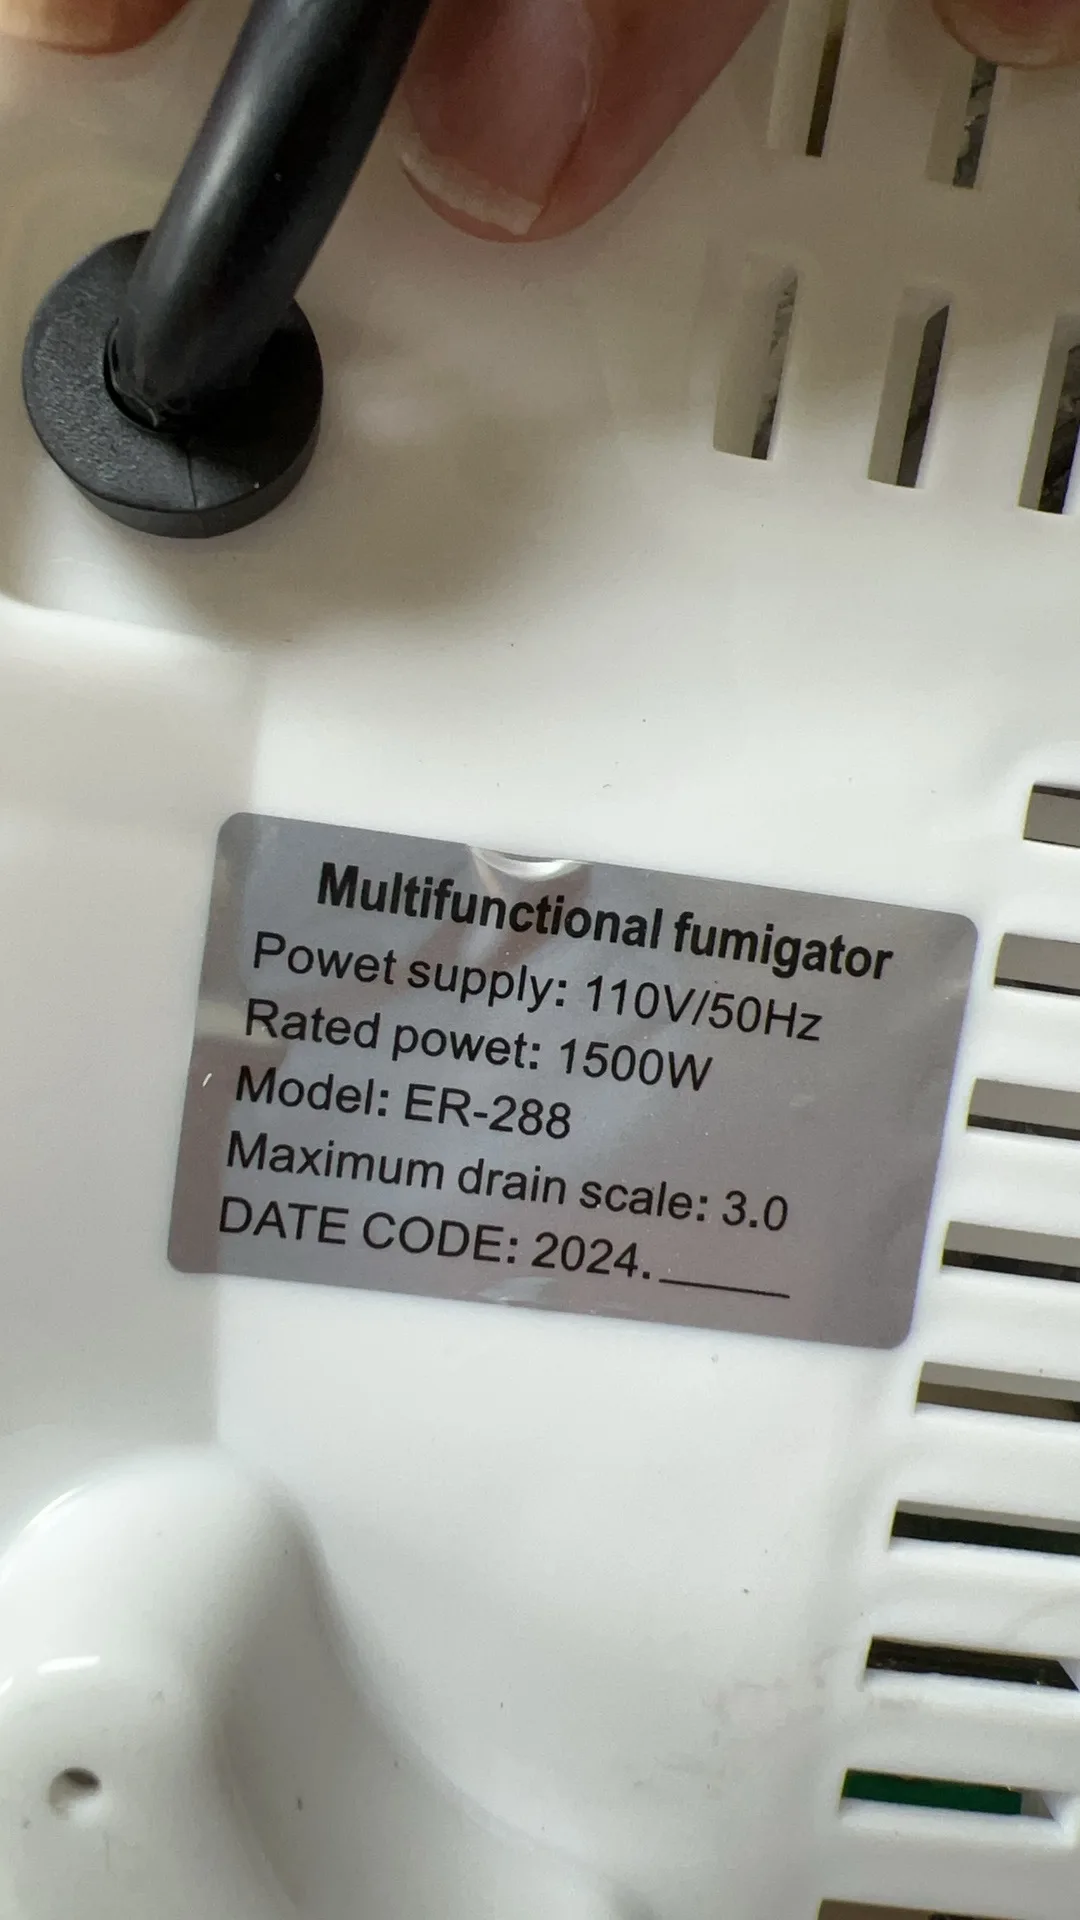 Multifunctional fumigator
Powet supply: 110V/50Hz
Rated powet: 1500W
Model: ER-288
Maximum drain scale: 3.0
DATE CODE: 2024._____